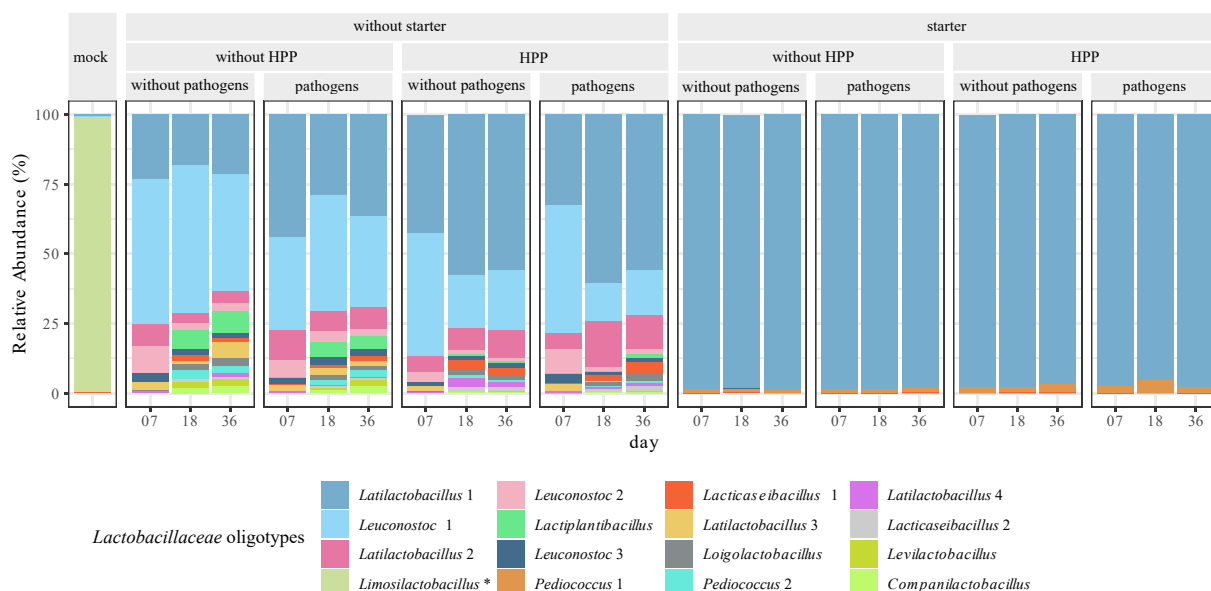 without starter starter
mock without HPP HPP without HPP HPP
without pathogens pathogens without pathogens pathogens without pathogens pathogens without pathogens pathogens
100
75
50
25
0
Relative Abundance (%)
07 18 36 07 18 36 07 18 36 07 18 36 07 18 36 07 18 36 07 18 36 07 18 36
day
Lactobacillaceae oligotypes
Latilactobacillus 1 Leuconostoc 2 Lacticaseibacillus 1 Latilactobacillus 4
Leuconostoc 1 Lactiplantibacillus Latilactobacillus 3 Lacticaseibacillus 2
Latilactobacillus 2 Leuconostoc 3 Loigolactobacillus Levilactobacillus
Limosilactobacillus * Pediococcus 1 Pediococcus 2 Companilactobacillus